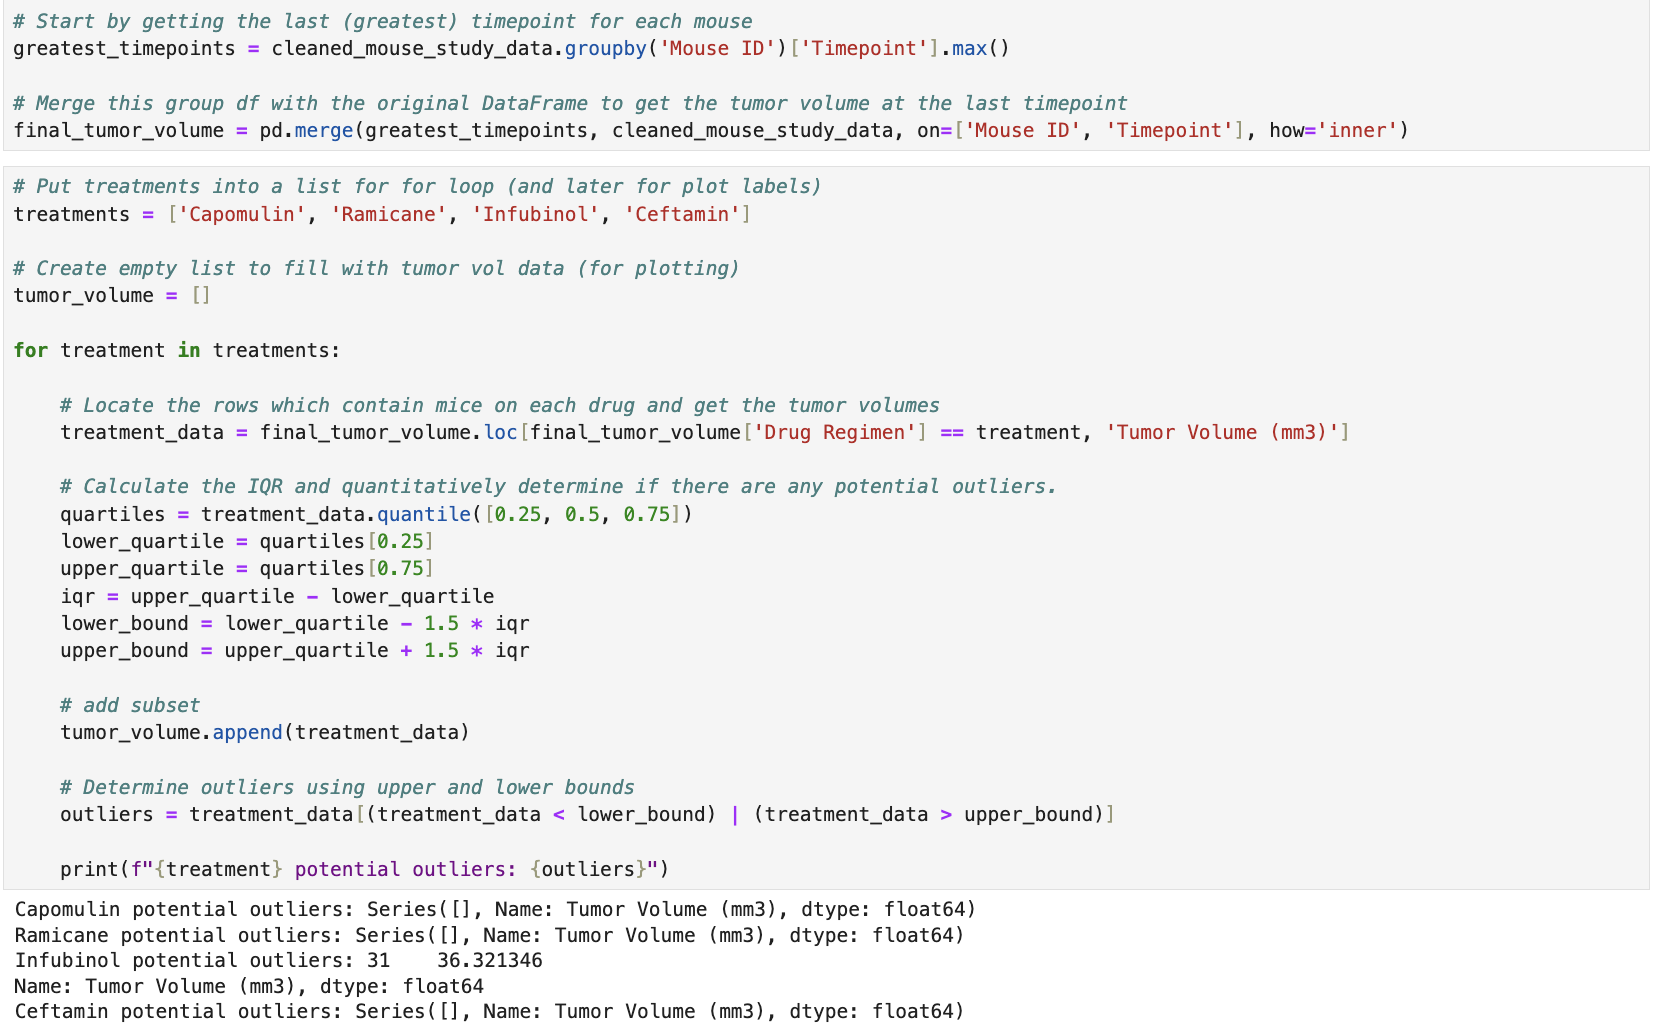 # Start by getting the last (greatest) timepoint for each mouse
greatest_timepoints = cleaned_mouse_study_data.groupby('Mouse ID')['Timepoint'].max()
# Merge this group df with the original DataFrame to get the tumor volume at the last timepoint
final_tumor_volume = pd.merge(greatest_timepoints, cleaned_mouse_study_data, on=['Mouse ID', 'Timepoint'], how='inner')
# Put treatments into a list for for loop (and later for plot labels)
treatments = ['Capomulin', 'Ramicane', 'Infubinol', 'Ceftamin']
# Create empty list to fill with tumor vol data (for plotting)
tumor_volume = []
for treatment in treatments:
    # Locate the rows which contain mice on each drug and get the tumor volumes
    treatment_data = final_tumor_volume.loc[final_tumor_volume['Drug Regimen'] == treatment, 'Tumor Volume (mm3)']
    # Calculate the IQR and quantitatively determine if there are any potential outliers.
    quartiles = treatment_data.quantile([0.25, 0.5, 0.75])
    lower_quartile = quartiles[0.25]
    upper_quartile = quartiles[0.75]
    iqr = upper_quartile - lower_quartile
    lower_bound = lower_quartile - 1.5 * iqr
    upper_bound = upper_quartile + 1.5 * iqr
    # add subset
    tumor_volume.append(treatment_data)
    # Determine outliers using upper and lower bounds
    outliers = treatment_data[(treatment_data < lower_bound) | (treatment_data > upper_bound)]
    print(f"{treatment} potential outliers: {outliers}")
Capomulin potential outliers: Series([], Name: Tumor Volume (mm3), dtype: float64)
Ramicane potential outliers: Series([], Name: Tumor Volume (mm3), dtype: float64)
Infubinol potential outliers: 31    36.321346
Name: Tumor Volume (mm3), dtype: float64
Ceftamin potential outliers: Series([], Name: Tumor Volume (mm3), dtype: float64)